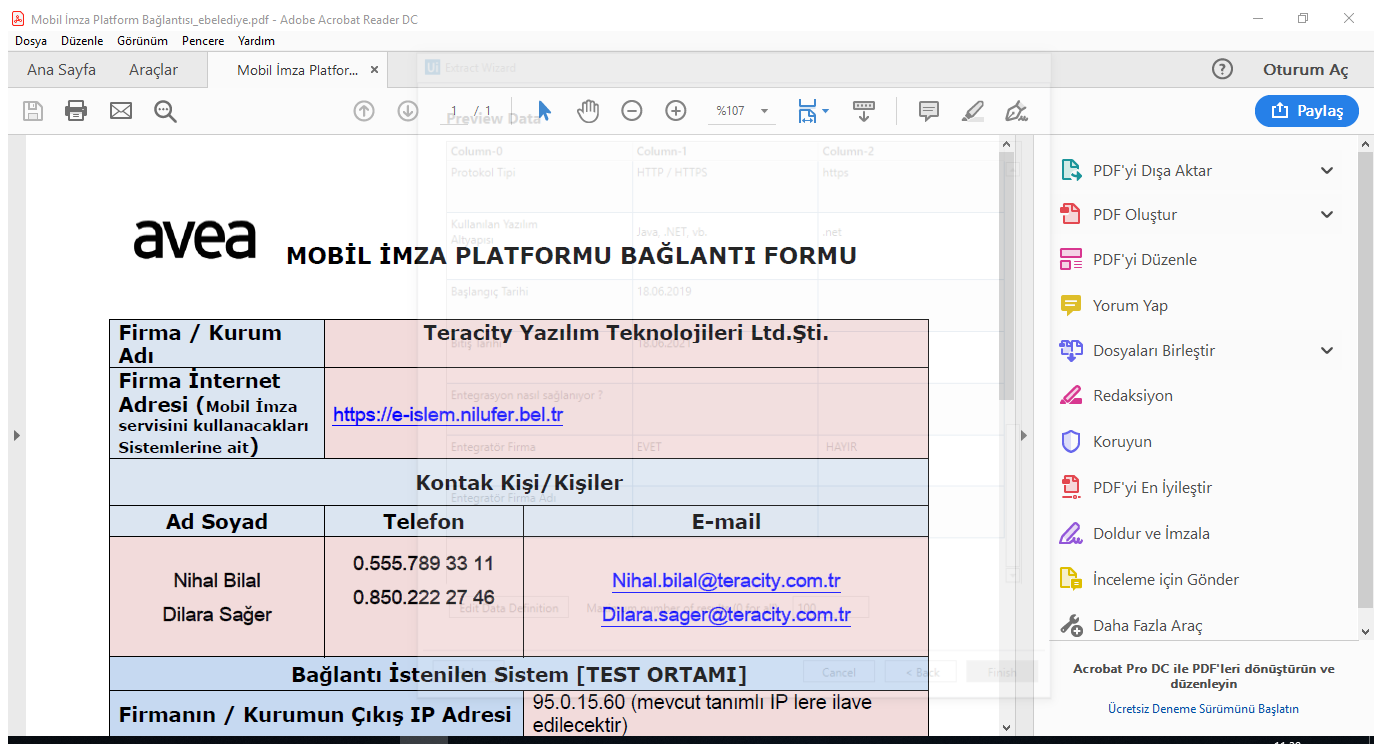 Mobil İmza Platform Bağlantısı_ebelediye.pdf - Adobe Acrobat Reader DC
Dosya Düzenle Görünüm Pencere Yardım
Ana Sayfa Araçlar Mobil İmza Platfor... × Oturum Aç
Ui Extract Wizard
1 / 1 %107 Paylaş
Preview Data
Column-0 Column-1 Column-2
Protokol Tipi HTTP / HTTPS https
Kullanılan Yazılım
Altyapısı Java, .NET, vb. .net
Başlangıç Tarihi 18.06.2019
Bitiş Tarihi 18.06.2021
Entegrasyon nasıl sağlanıyor ?
Entegratör Firma EVET HAYIR
Entegratör Firma Adı
Edit Data Definition Maximum number of results (0 for all) 100
Cancel < Back Finish
avea
MOBİL İMZA PLATFORMU BAĞLANTI FORMU
Firma / Kurum
Adı
Teracity Yazılım Teknolojileri Ltd.Şti.
Firma İnternet
Adresi (Mobil İmza
servisini kullanacakları
Sistemlerine ait)
https://e-islem.nilufer.bel.tr
Kontak Kişi/Kişiler
Ad Soyad Telefon E-mail
Nihal Bilal
Dilara Sağer
0.555.789 33 11
0.850.222 27 46
Nihal.bilal@teracity.com.tr
Dilara.sager@teracity.com.tr
Bağlantı İstenilen Sistem [TEST ORTAMI]
Firmanın / Kurumun Çıkış IP Adresi
95.0.15.60 (mevcut tanımlı IP lere ilave
edilecektir)
PDF'yi Dışa Aktar
PDF Oluştur
PDF'yi Düzenle
Yorum Yap
Dosyaları Birleştir
Redaksiyon
Koruyun
PDF'yi En İyileştir
Doldur ve İmzala
İnceleme için Gönder
Daha Fazla Araç
Acrobat Pro DC ile PDF'leri dönüştürün ve
düzenleyin
Ücretsiz Deneme Sürümünü Başlatın